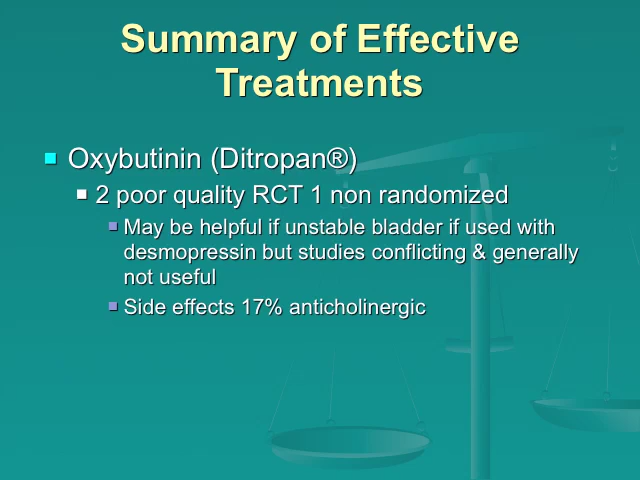 Summary of Effective
Treatments
Oxybutinin (Ditropan®)
2 poor quality RCT 1 non randomized
May be helpful if unstable bladder if used with
desmopressin but studies conflicting & generally
not useful
Side effects 17% anticholinergic